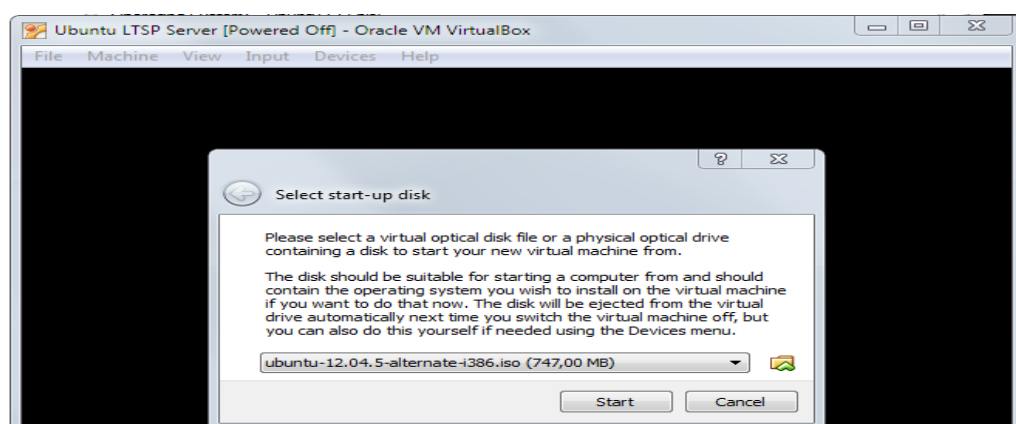 Ubuntu LTSP Server [Powered Off] - Oracle VM VirtualBox
File Machine View Input Devices Help
Select start-up disk
Please select a virtual optical disk file or a physical optical drive
containing a disk to start your new virtual machine from.
The disk should be suitable for starting a computer from and should
contain the operating system you wish to install on the virtual machine
if you want to do that now. The disk will be ejected from the virtual
drive automatically next time you switch the virtual machine off, but
you can also do this yourself if needed using the Devices menu.
ubuntu-12.04.5-alternate-i386.iso (747,00 MB)
Start Cancel